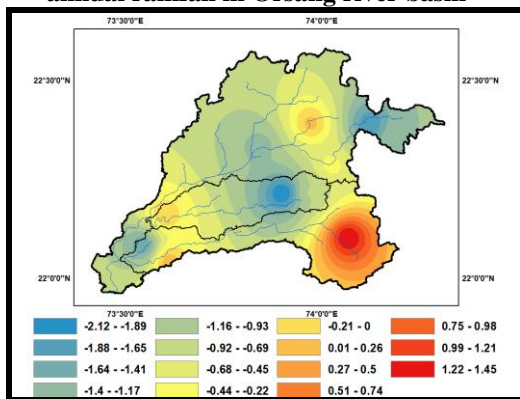 annual rainfall in Orsang river basin
73°30'0"E 74°0'0"E
22°30'0"N 22°30'0"N
22°0'0"N 22°0'0"N
73°30'0"E 74°0'0"E
-2.12 - -1.89 -1.16 - -0.93 -0.21 - 0 0.75 - 0.98
-1.88 - -1.65 -0.92 - -0.69 0.01 - 0.26 0.99 - 1.21
-1.64 - -1.41 -0.68 - -0.45 0.27 - 0.5 1.22 - 1.45
-1.4 - -1.17 -0.44 - -0.22 0.51 - 0.74